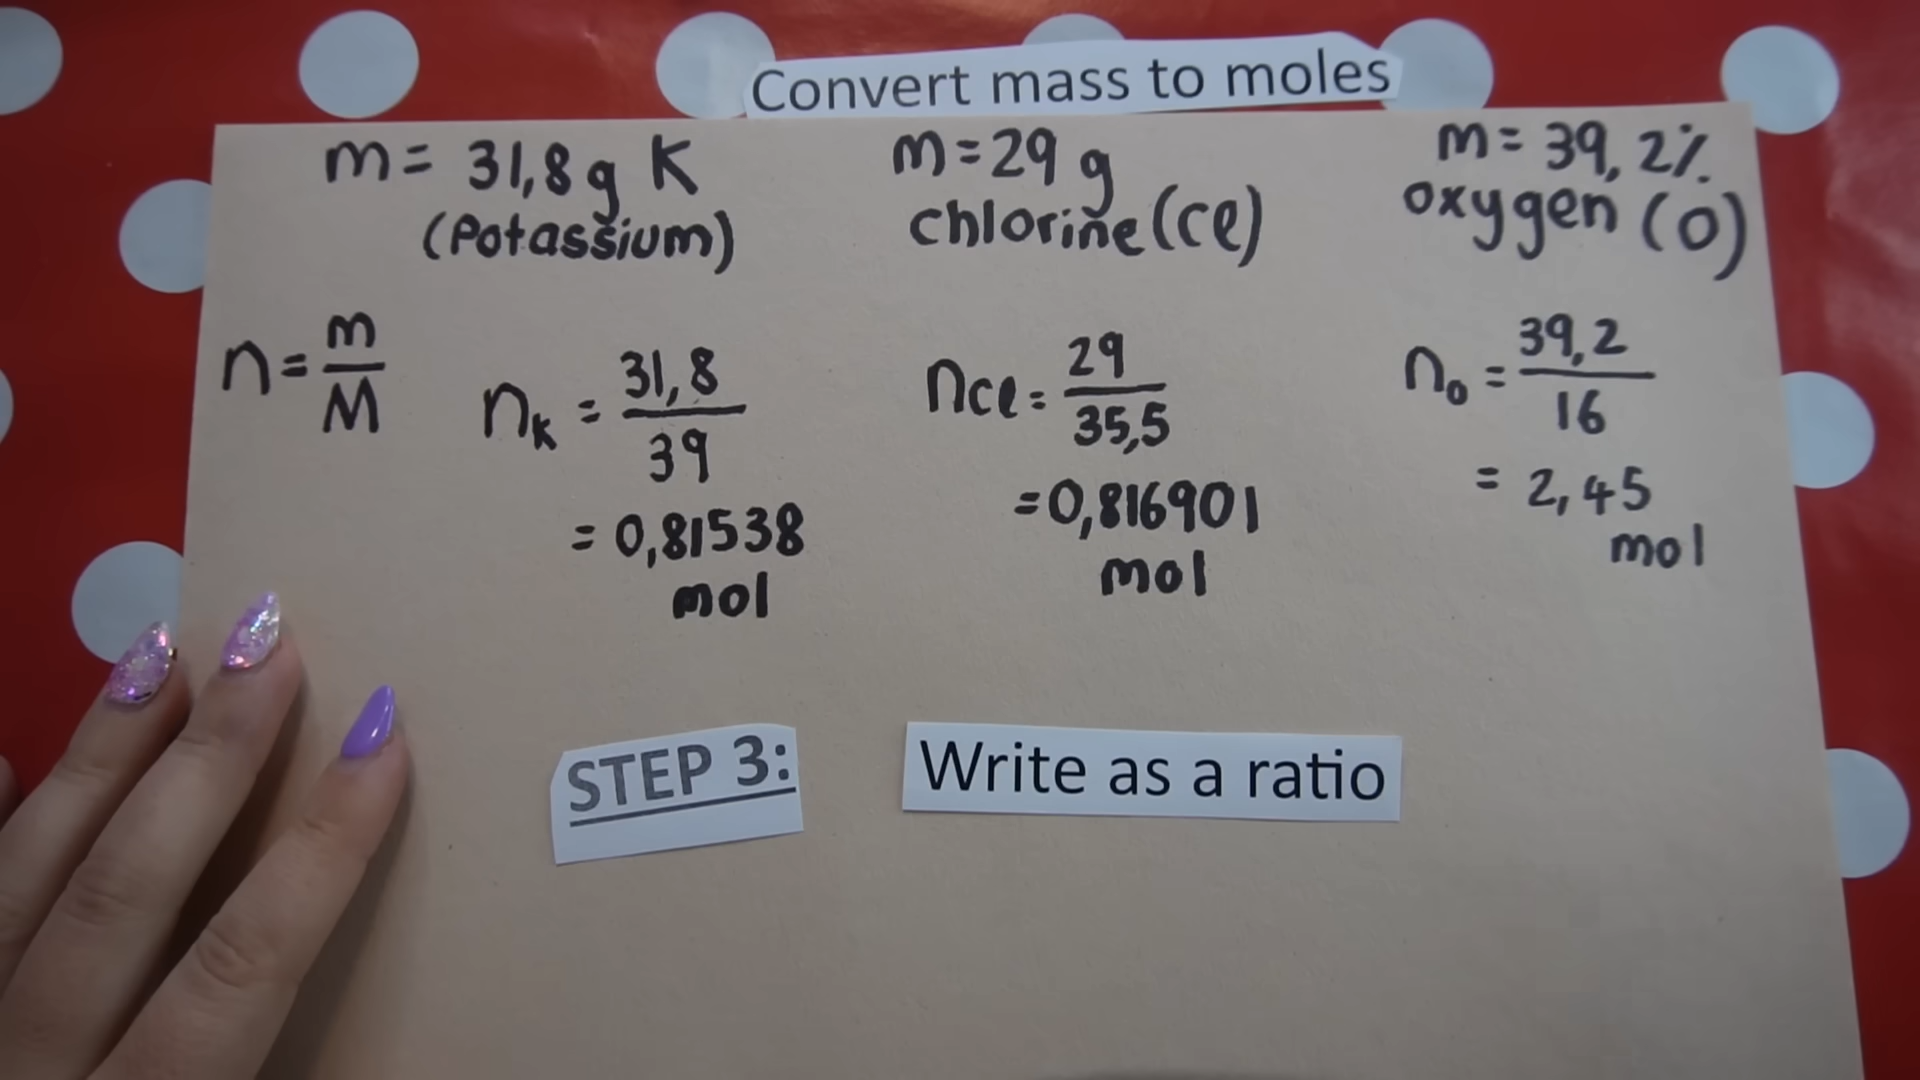 Convert mass to moles
m = 31,8 g K
(Potassium)
m = 29 g
chlorine (Cl)
m = 39,2%
oxygen (O)
n = m/M
nK = 31,8/39
= 0,81538
mol
nCl = 29/35,5
= 0,816901
mol
nO = 39,2/16
= 2,45
mol
STEP 3:
Write as a ratio